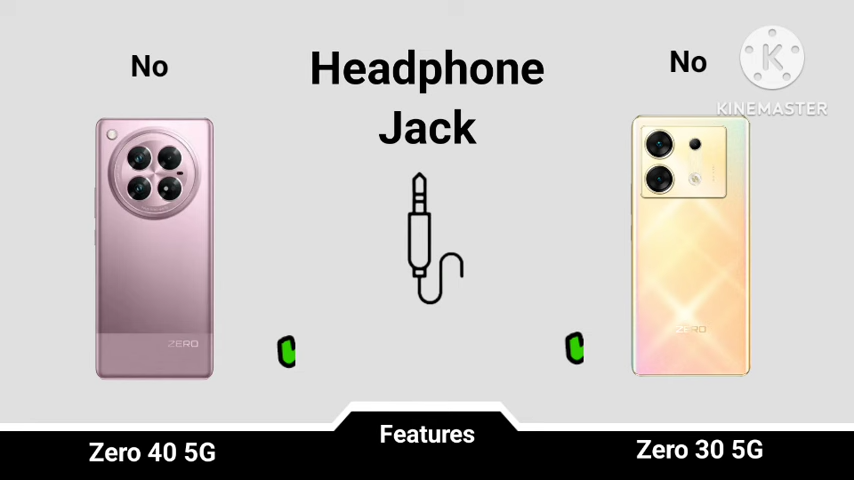 No
Headphone
Jack
No
KINEMASTER
ZERO
ZERO
Features
Zero 40 5G
Zero 30 5G